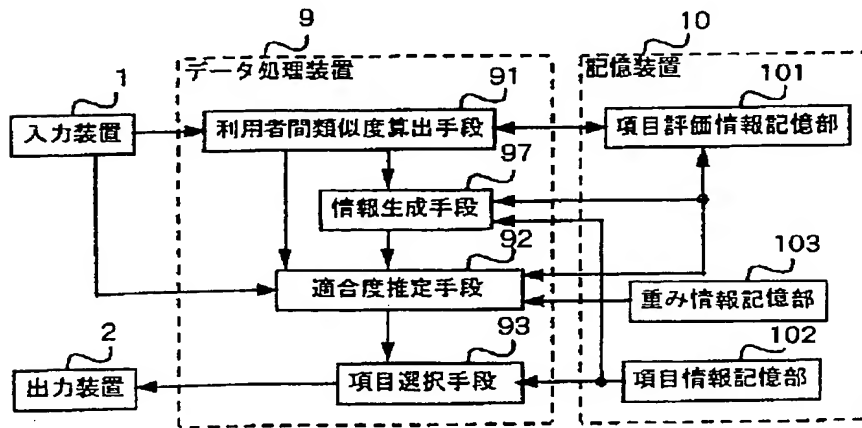 9
データ処理装置
10
記憶装置
1
入力装置
91
利用者間類似度算出手段
101
項目評価情報記憶部
97
情報生成手段
92
適合度推定手段
103
重み情報記憶部
2
出力装置
93
項目選択手段
102
項目情報記憶部